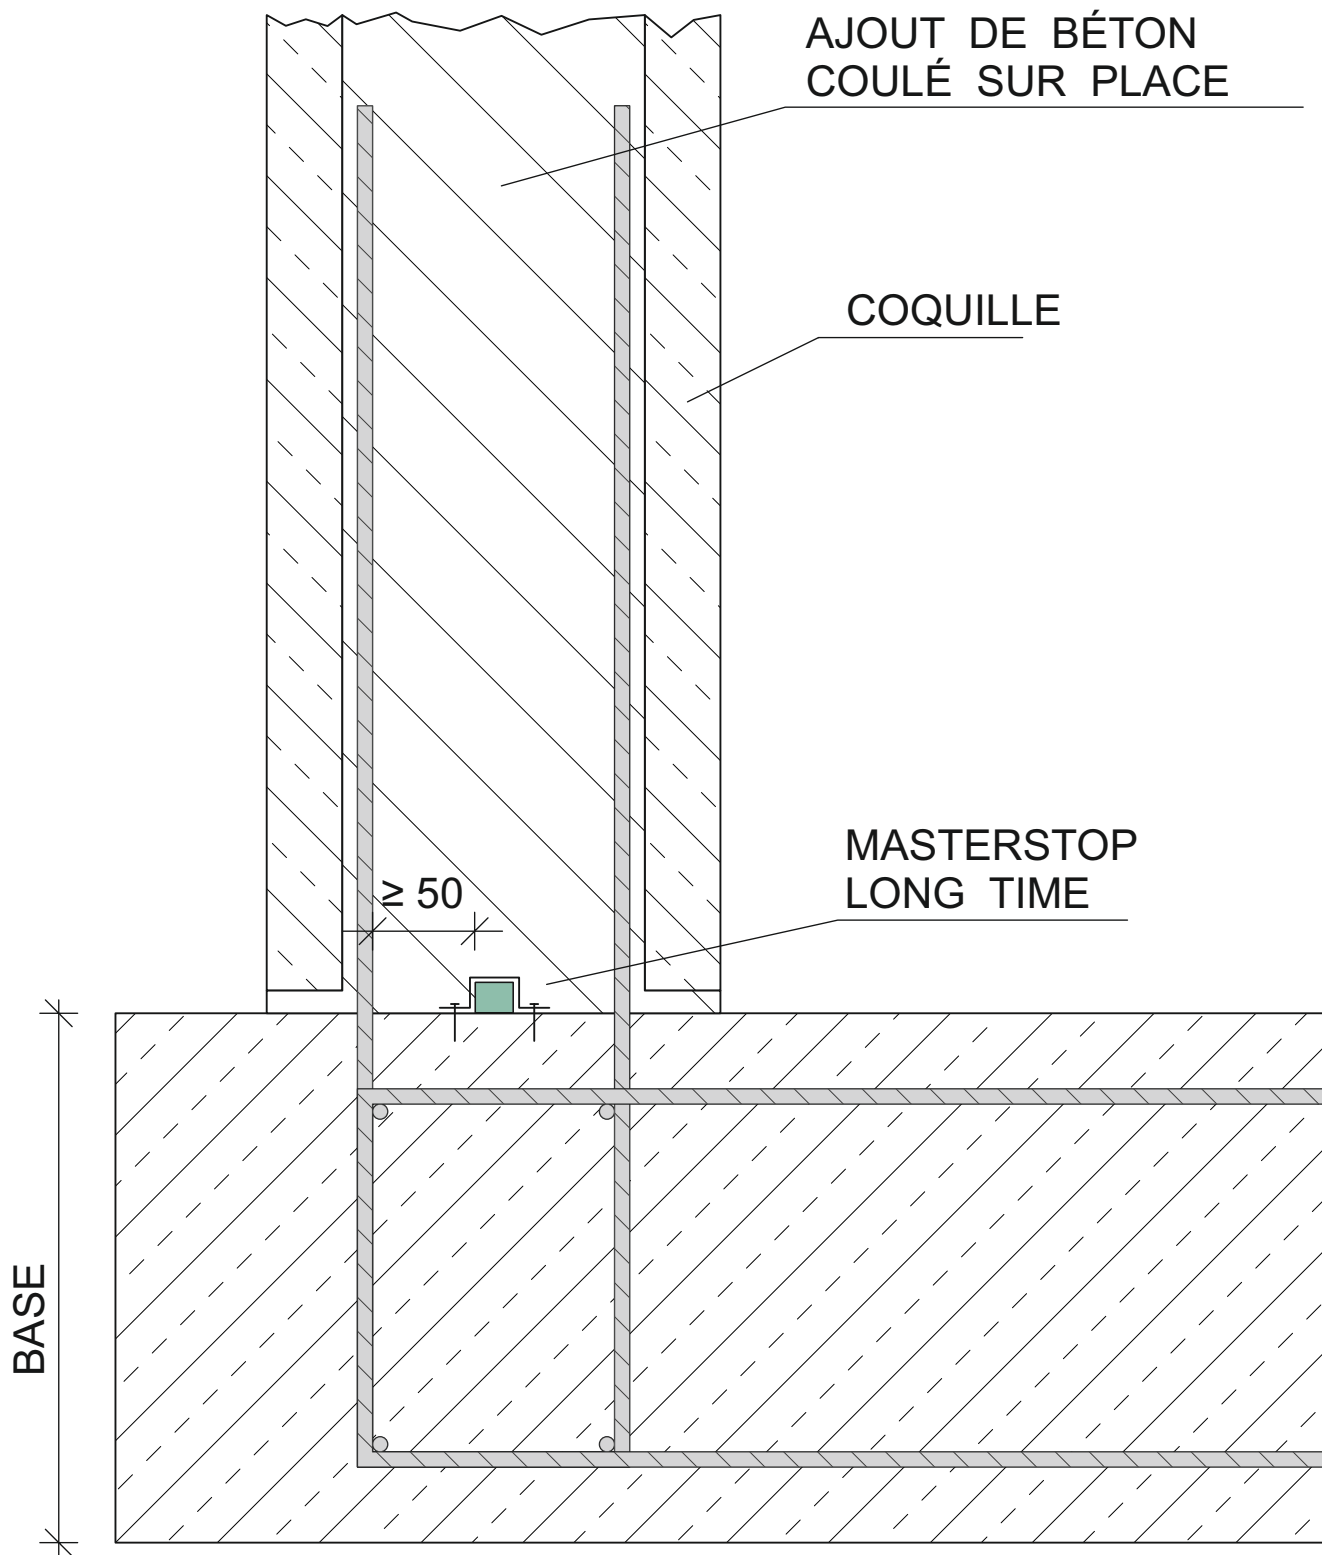 AJOUT DE BÉTON
COULÉ SUR PLACE
COQUILLE
MASTERSTOP
LONG TIME
≥ 50
BASE